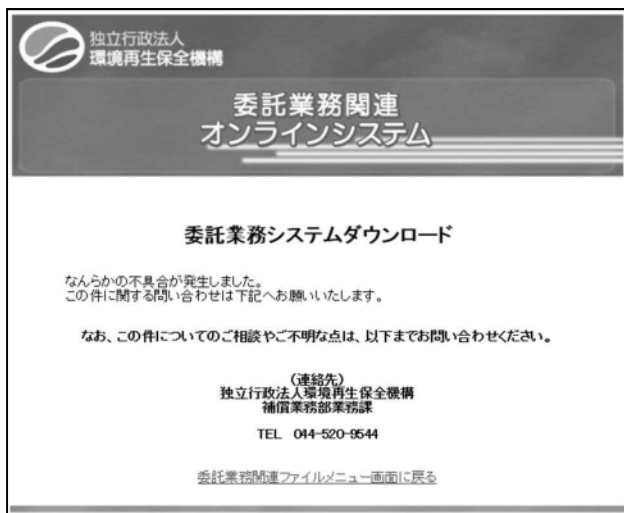 独立行政法人
環境再生保全機構
委託業務関連
オンラインシステム
委託業務システムダウンロード
なんらかの不具合が発生しました。
この件に関する問い合わせは下記へお願いいたします。
なお、この件についてのご相談やご不明な点は、以下までお問い合わせください。
(連絡先)
独立行政法人環境再生保全機構
補償業務部業務課
TEL 044-520-9544
委託業務関連ファイルメニュー画面に戻る